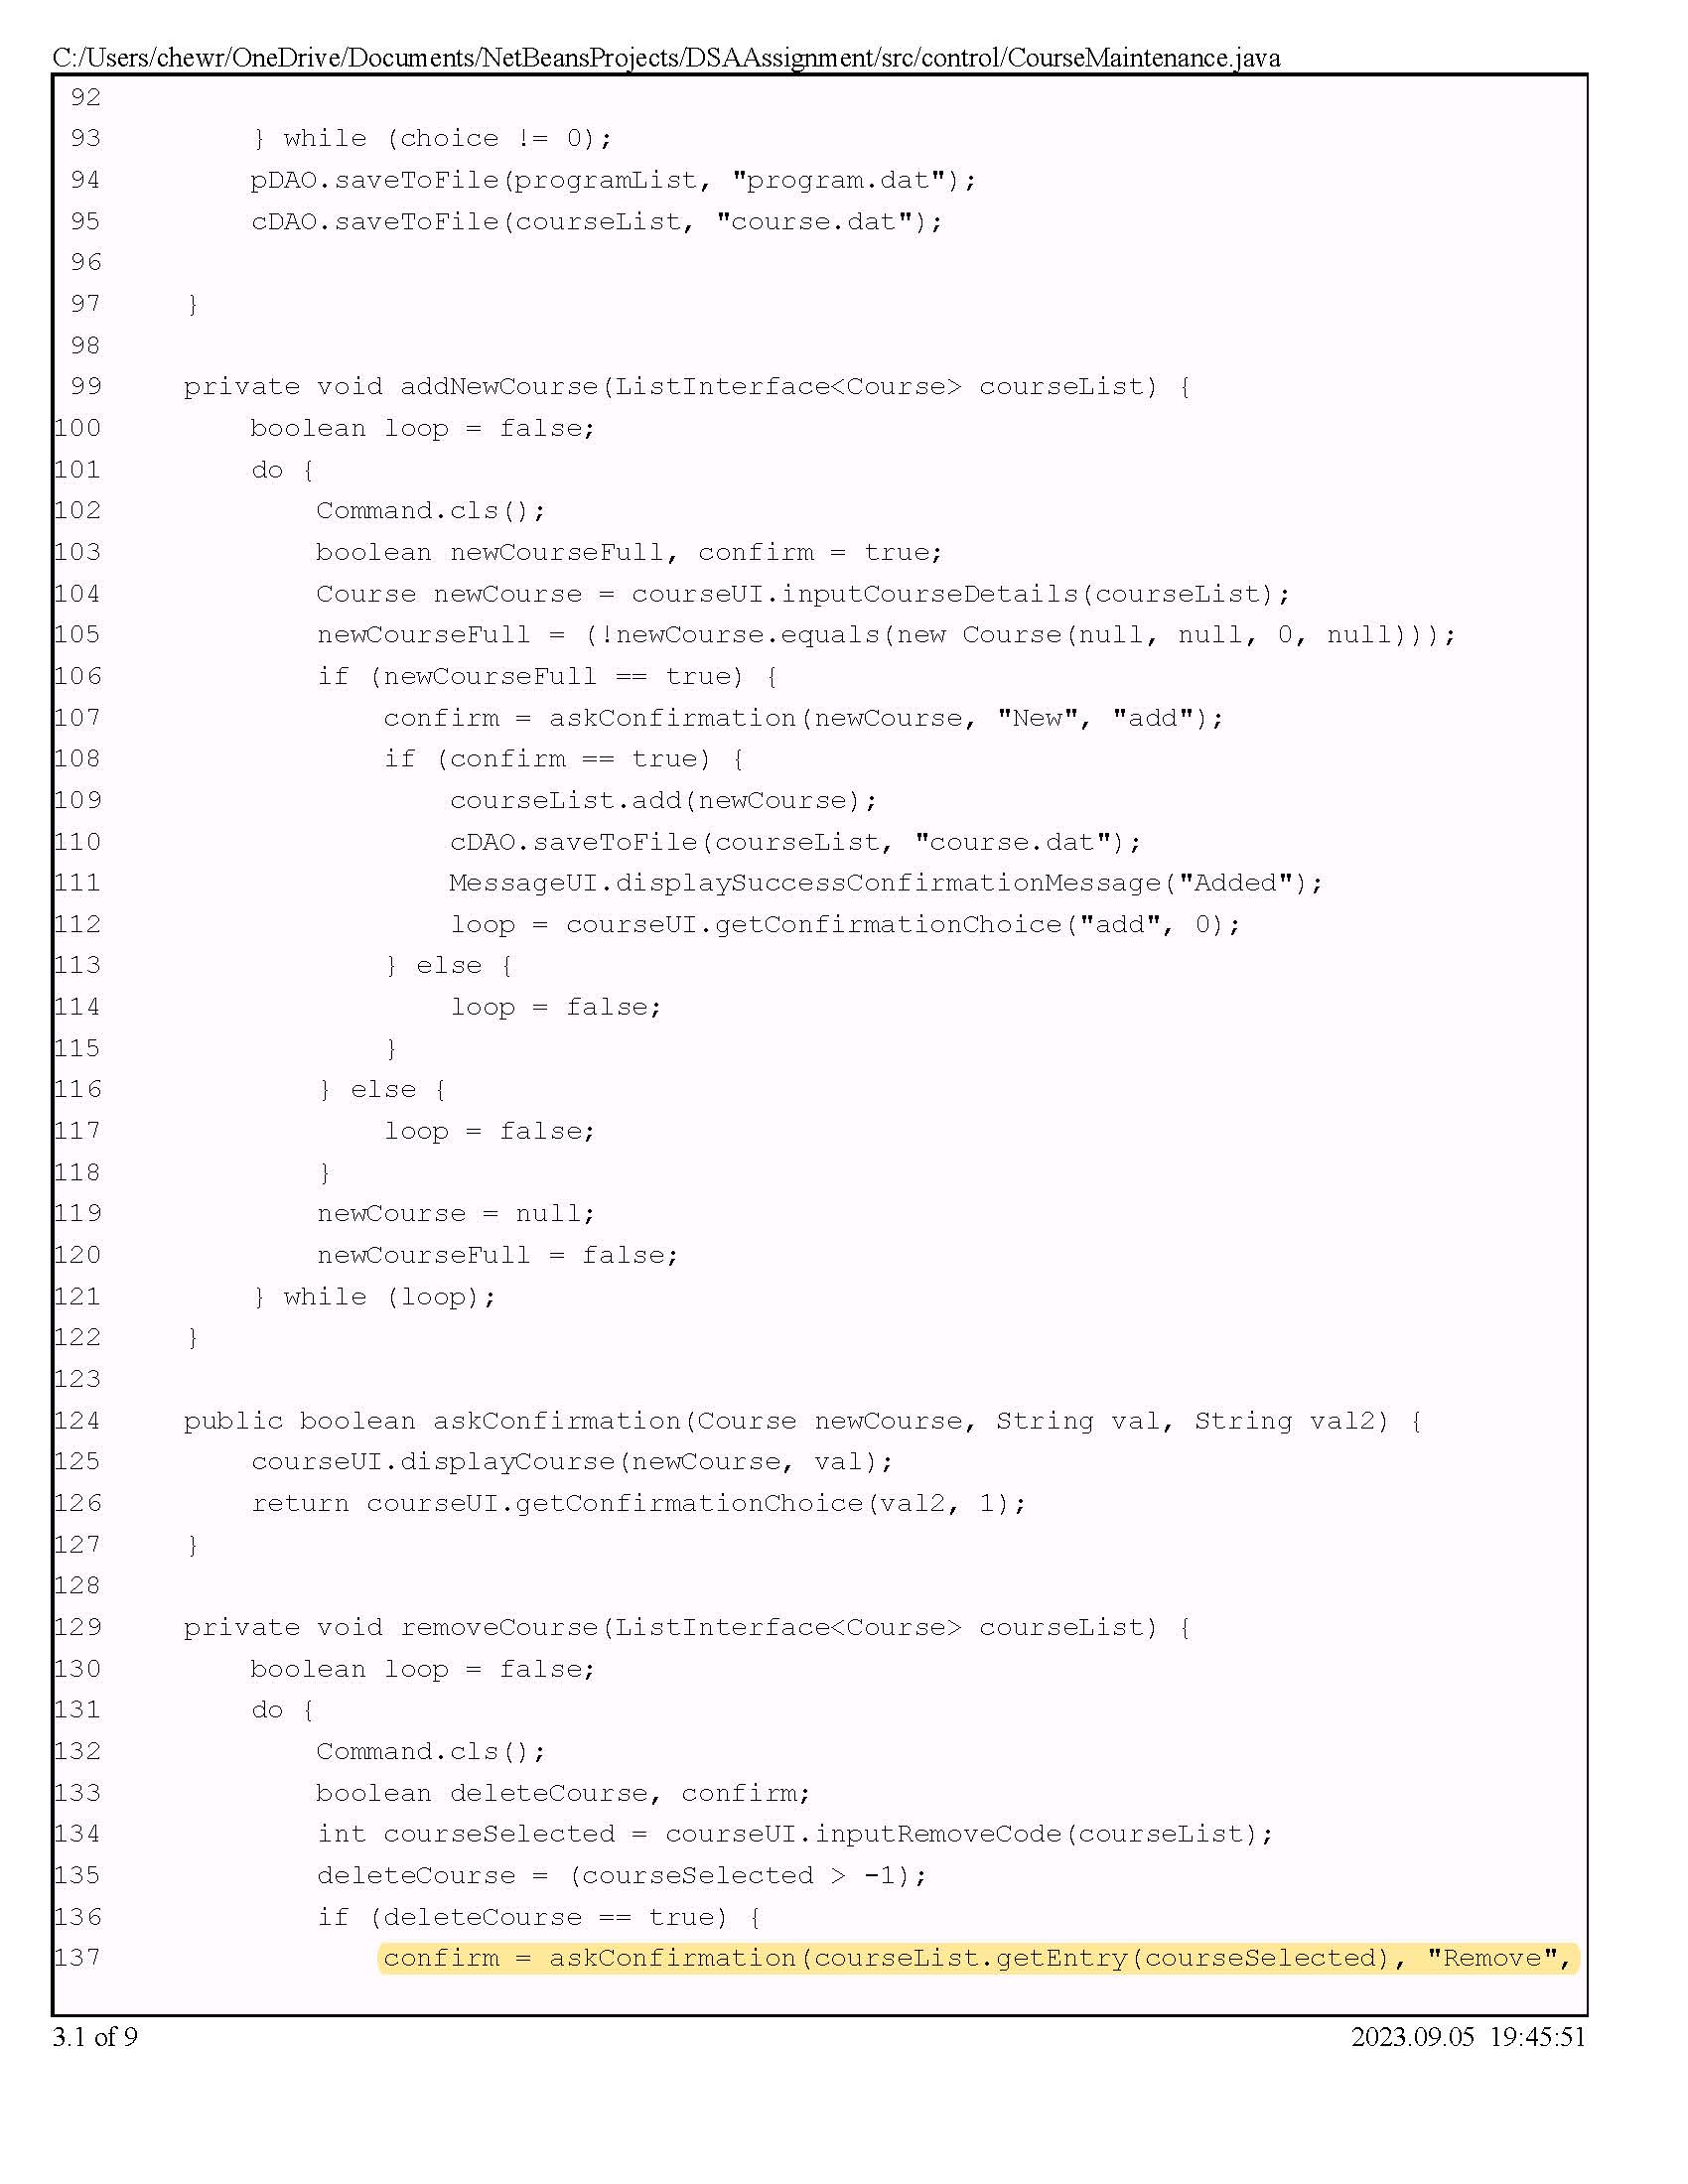 C:/Users/chewr/OneDrive/Documents/NetBeansProjects/DSAAssignment/src/control/CourseMaintenance.java
92
93         } while (choice != 0);
94         pDAO.saveToFile(programList, "program.dat");
95         cDAO.saveToFile(courseList, "course.dat");
96
97     }
98
99     private void addNewCourse(ListInterface<Course> courseList) {
100         boolean loop = false;
101         do {
102             Command.cls();
103             boolean newCourseFull, confirm = true;
104             Course newCourse = courseUI.inputCourseDetails(courseList);
105             newCourseFull = (!newCourse.equals(new Course(null, null, 0, null)));
106             if (newCourseFull == true) {
107                 confirm = askConfirmation(newCourse, "New", "add");
108                 if (confirm == true) {
109                     courseList.add(newCourse);
110                     cDAO.saveToFile(courseList, "course.dat");
111                     MessageUI.displaySuccessConfirmationMessage("Added");
112                     loop = courseUI.getConfirmationChoice("add", 0);
113                 } else {
114                     loop = false;
115                 }
116             } else {
117                 loop = false;
118             }
119             newCourse = null;
120             newCourseFull = false;
121         } while (loop);
122     }
123
124     public boolean askConfirmation(Course newCourse, String val, String val2) {
125         courseUI.displayCourse(newCourse, val);
126         return courseUI.getConfirmationChoice(val2, 1);
127     }
128
129     private void removeCourse(ListInterface<Course> courseList) {
130         boolean loop = false;
131         do {
132             Command.cls();
133             boolean deleteCourse, confirm;
134             int courseSelected = courseUI.inputRemoveCode(courseList);
135             deleteCourse = (courseSelected > -1);
136             if (deleteCourse == true) {
137                 confirm = askConfirmation(courseList.getEntry(courseSelected), "Remove",
3.1 of 9 2023.09.05 19:45:51